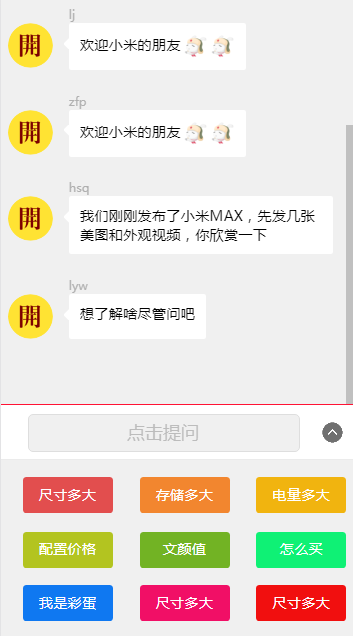 lj
開
欢迎小米的朋友
zfp
開
欢迎小米的朋友
hsq
開
我们刚刚发布了小米MAX，先发几张
美图和外观视频，你欣赏一下
lyw
開
想了解啥尽管问吧
点击提问
尺寸多大 存储多大 电量多大
配置价格 文颜值 怎么买
我是彩蛋 尺寸多大 尺寸多大